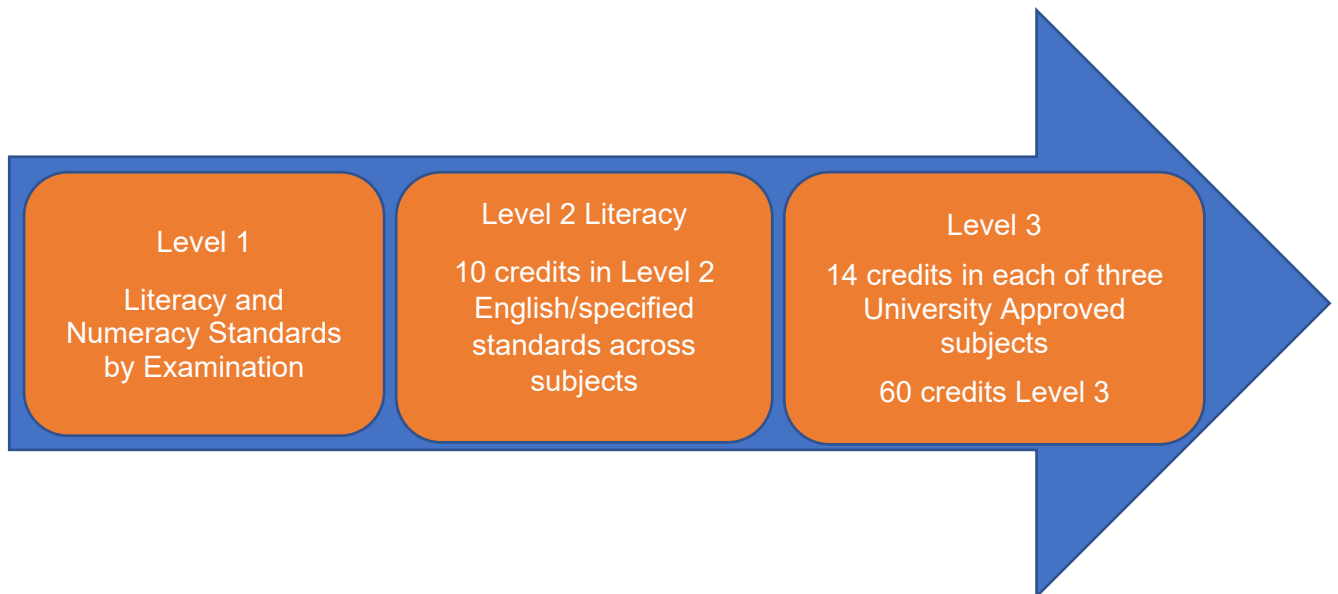 Level 1
Literacy and
Numeracy Standards
by Examination
Level 2 Literacy
10 credits in Level 2
English/specified
standards across
subjects
Level 3
14 credits in each of three
University Approved
subjects
60 credits Level 3